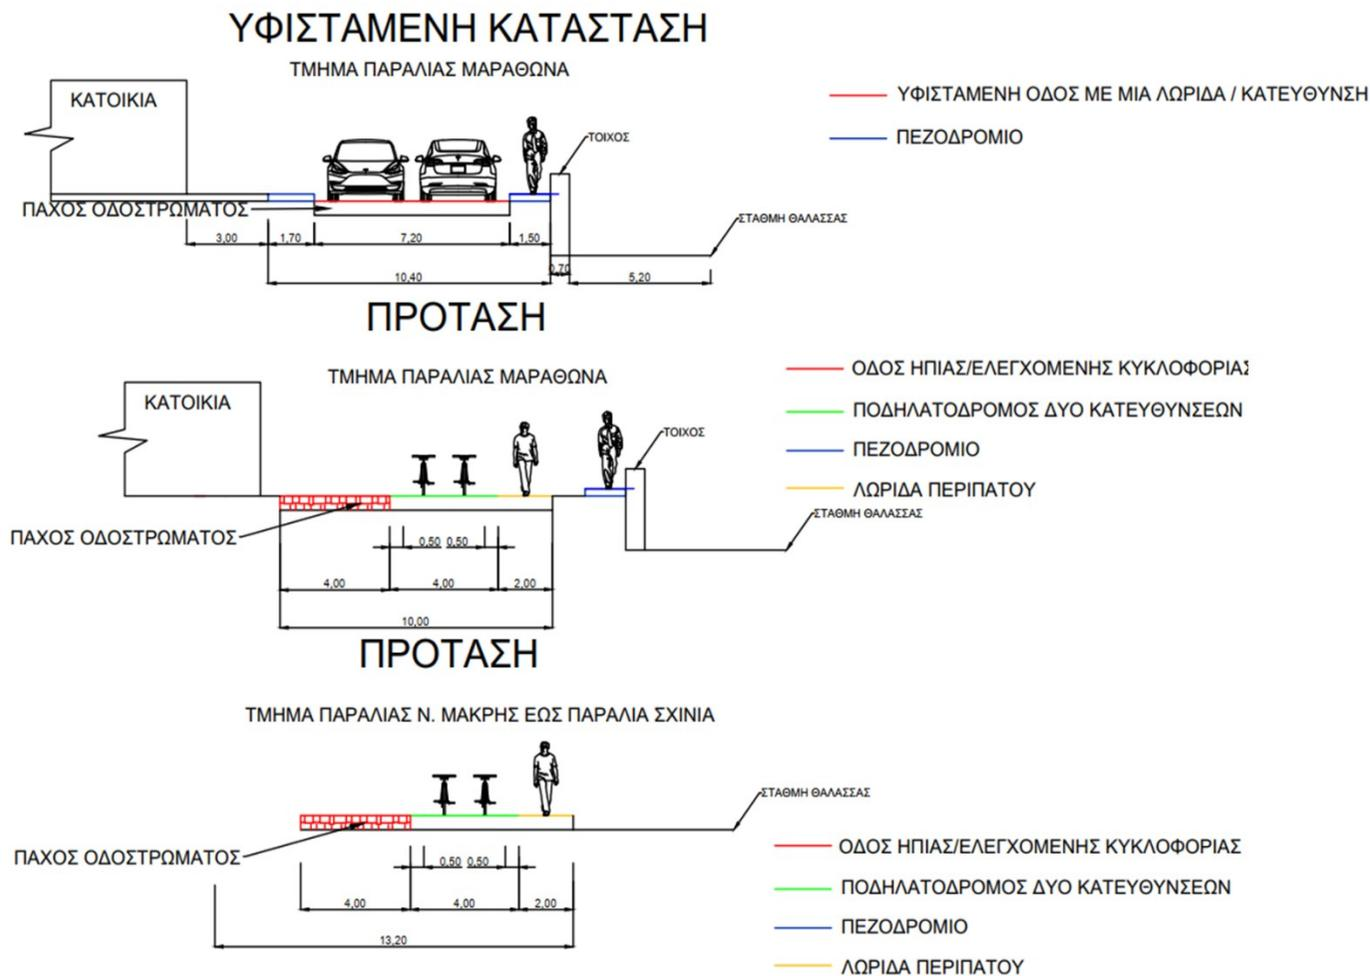 ΥΦΙΣΤΑΜΕΝΗ ΚΑΤΑΣΤΑΣΗ
ΤΜΗΜΑ ΠΑΡΑΛΙΑΣ ΜΑΡΑΘΩΝΑ
ΚΑΤΟΙΚΙΑ
ΥΦΙΣΤΑΜΕΝΗ ΟΔΟΣ ΜΕ ΜΙΑ ΛΩΡΙΔΑ / ΚΑΤΕΥΘΥΝΣΗ
ΠΕΖΟΔΡΟΜΙΟ
ΤΟΙΧΟΣ
ΠΑΧΟΣ ΟΔΟΣΤΡΩΜΑΤΟΣ
ΣΤΑΘΜΗ ΘΑΛΑΣΣΑΣ
3,00 1,70 7,20 1,50
10,40 0,70 5,20
ΠΡΟΤΑΣΗ
ΤΜΗΜΑ ΠΑΡΑΛΙΑΣ ΜΑΡΑΘΩΝΑ
ΚΑΤΟΙΚΙΑ
ΟΔΟΣ ΗΠΙΑΣ/ΕΛΕΓΧΟΜΕΝΗΣ ΚΥΚΛΟΦΟΡΙΑΣ
ΠΟΔΗΛΑΤΟΔΡΟΜΟΣ ΔΥΟ ΚΑΤΕΥΘΥΝΣΕΩΝ
ΠΕΖΟΔΡΟΜΙΟ
ΛΩΡΙΔΑ ΠΕΡΙΠΑΤΟΥ
ΤΟΙΧΟΣ
ΣΤΑΘΜΗ ΘΑΛΑΣΣΑΣ
ΠΑΧΟΣ ΟΔΟΣΤΡΩΜΑΤΟΣ
0,50 0,50
4,00 4,00 2,00
10,00
ΠΡΟΤΑΣΗ
ΤΜΗΜΑ ΠΑΡΑΛΙΑΣ Ν. ΜΑΚΡΗΣ ΕΩΣ ΠΑΡΑΛΙΑ ΣΧΙΝΙΑ
ΣΤΑΘΜΗ ΘΑΛΑΣΣΑΣ
ΠΑΧΟΣ ΟΔΟΣΤΡΩΜΑΤΟΣ
0,50 0,50
4,00 4,00 2,00
13,20
ΟΔΟΣ ΗΠΙΑΣ/ΕΛΕΓΧΟΜΕΝΗΣ ΚΥΚΛΟΦΟΡΙΑΣ
ΠΟΔΗΛΑΤΟΔΡΟΜΟΣ ΔΥΟ ΚΑΤΕΥΘΥΝΣΕΩΝ
ΠΕΖΟΔΡΟΜΙΟ
ΛΩΡΙΔΑ ΠΕΡΙΠΑΤΟΥ